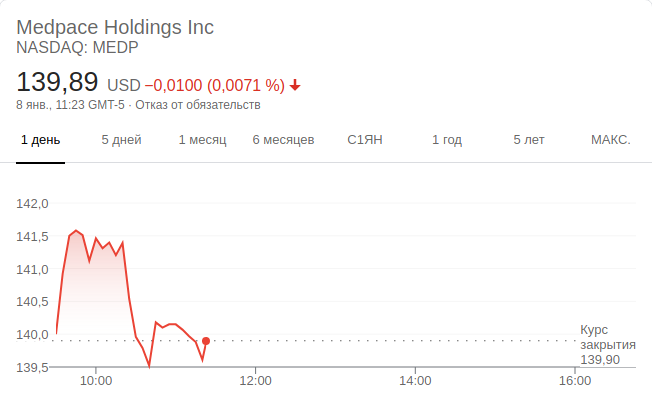 Medpace Holdings Inc
NASDAQ: MEDP
139,89 USD −0,0100 (0,0071 %)
8 янв., 11:23 GMT-5 · Отказ от обязательств
1 день 5 дней 1 месяц 6 месяцев С1ЯН 1 год 5 лет МАКС.
142,0
141,5
141,0
140,5
140,0
139,5
Курс
закрытия
139,90
10:00 12:00 14:00 16:00